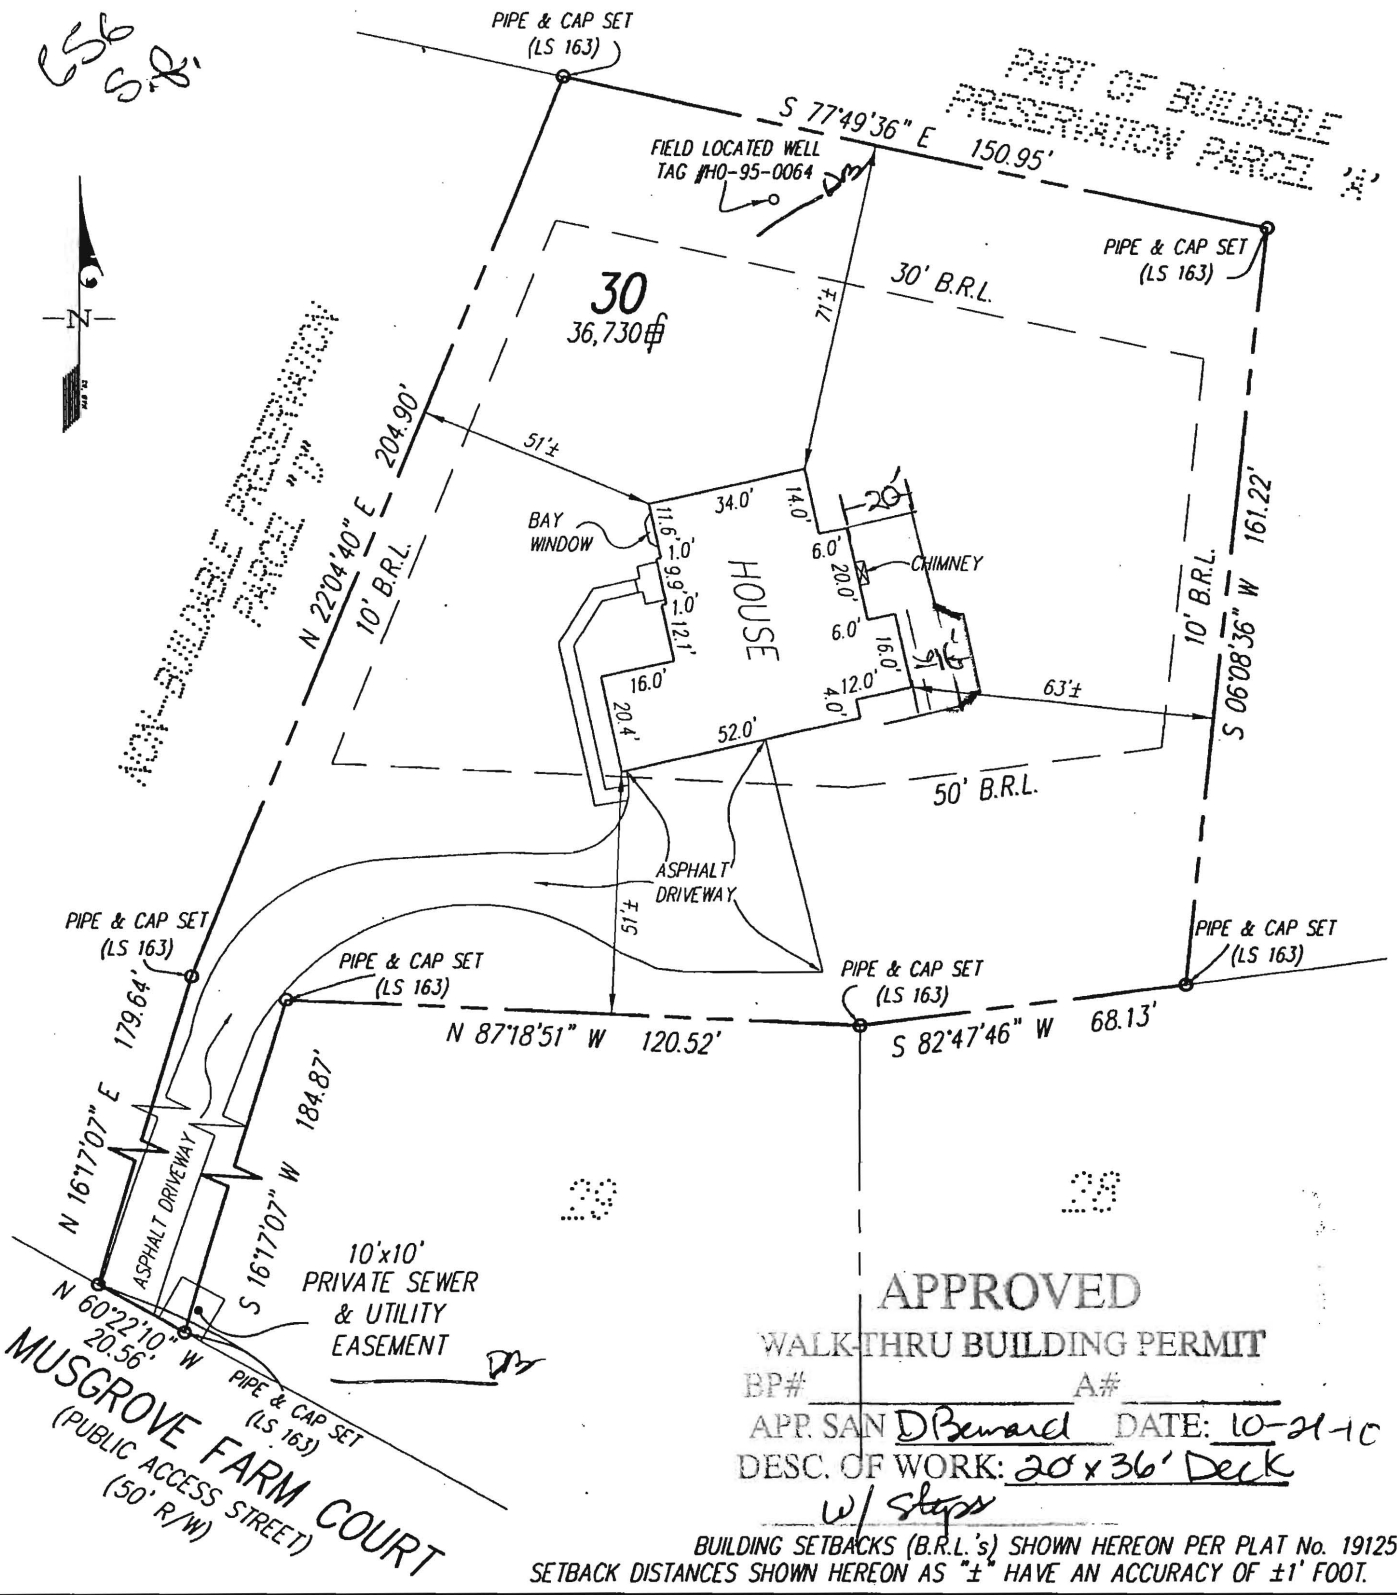 656
S.R.
PIPE & CAP SET
(LS 163)
PART OF BUILDABLE
PRESERVATION PARCEL 'A'
S 77°49'36" E 150.95'
FIELD LOCATED WELL
TAG #HO-95-0064
DB
PIPE & CAP SET
(LS 163)
30' B.R.L.
30
36,730
N
71'±
NON-BUILDABLE PRESERVATION
PARCEL "D"
N 22°04'40" E 204.90'
10' B.R.L.
51'±
BAY
WINDOW
34.0'
14.0'
20'
11.6'
1.0'
9.9'
1.0'
12.1'
HOUSE
6.0'
20.0'
CHIMNEY
6.0'
16.0'
16'
12.0'
4.0'
16.0'
20.4'
52.0'
63'±
10' B.R.L.
S 06°08'36" W 161.22'
50' B.R.L.
ASPHALT
DRIVEWAY
51'±
PIPE & CAP SET
(LS 163)
PIPE & CAP SET
(LS 163)
PIPE & CAP SET
(LS 163)
PIPE & CAP SET
(LS 163)
N 87°18'51" W 120.52'
S 82°47'46" W 68.13'
N 16°17'07" E 179.64'
ASPHALT DRIVEWAY
S 16°17'07" W 184.87'
29
28
10'x10'
PRIVATE SEWER
& UTILITY
EASEMENT
DB
N 60°22'10" W
20.56'
PIPE & CAP SET
(LS 163)
MUSGROVE FARM COURT
(PUBLIC ACCESS STREET)
(50' R/W)
APPROVED
WALK-THRU BUILDING PERMIT
BP# A#
APP. SAN DBernard DATE: 10-21-10
DESC. OF WORK: 20' x 36' Deck
w/ steps
BUILDING SETBACKS (B.R.L.'s) SHOWN HEREON PER PLAT No. 19125
SETBACK DISTANCES SHOWN HEREON AS "±" HAVE AN ACCURACY OF ±1' FOOT.